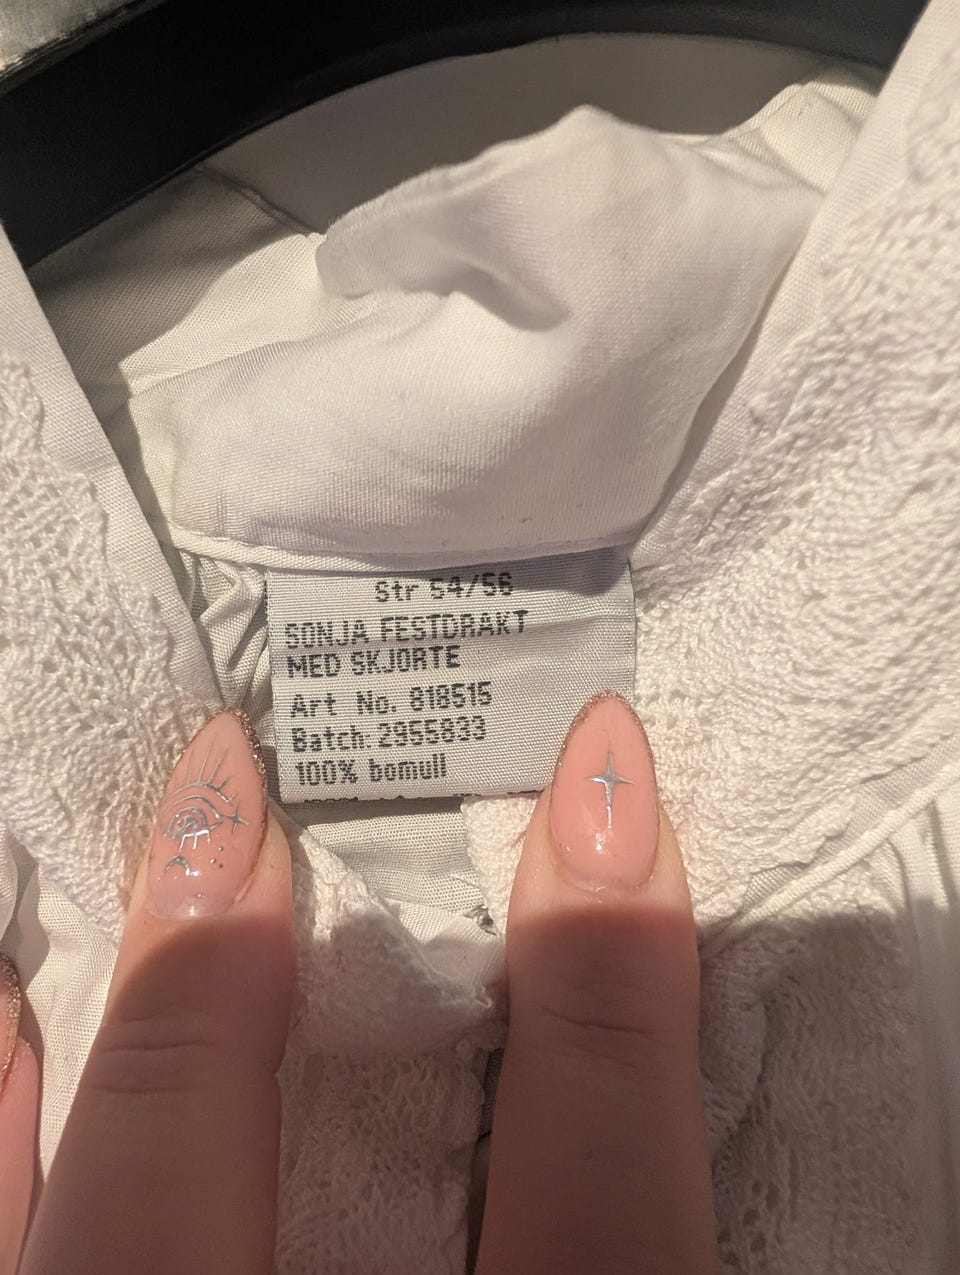 Str 54/56
SONJA FESTDRAKT
MED SKJORTE
Art No. 818515
Batch: 2955833
100% bomull